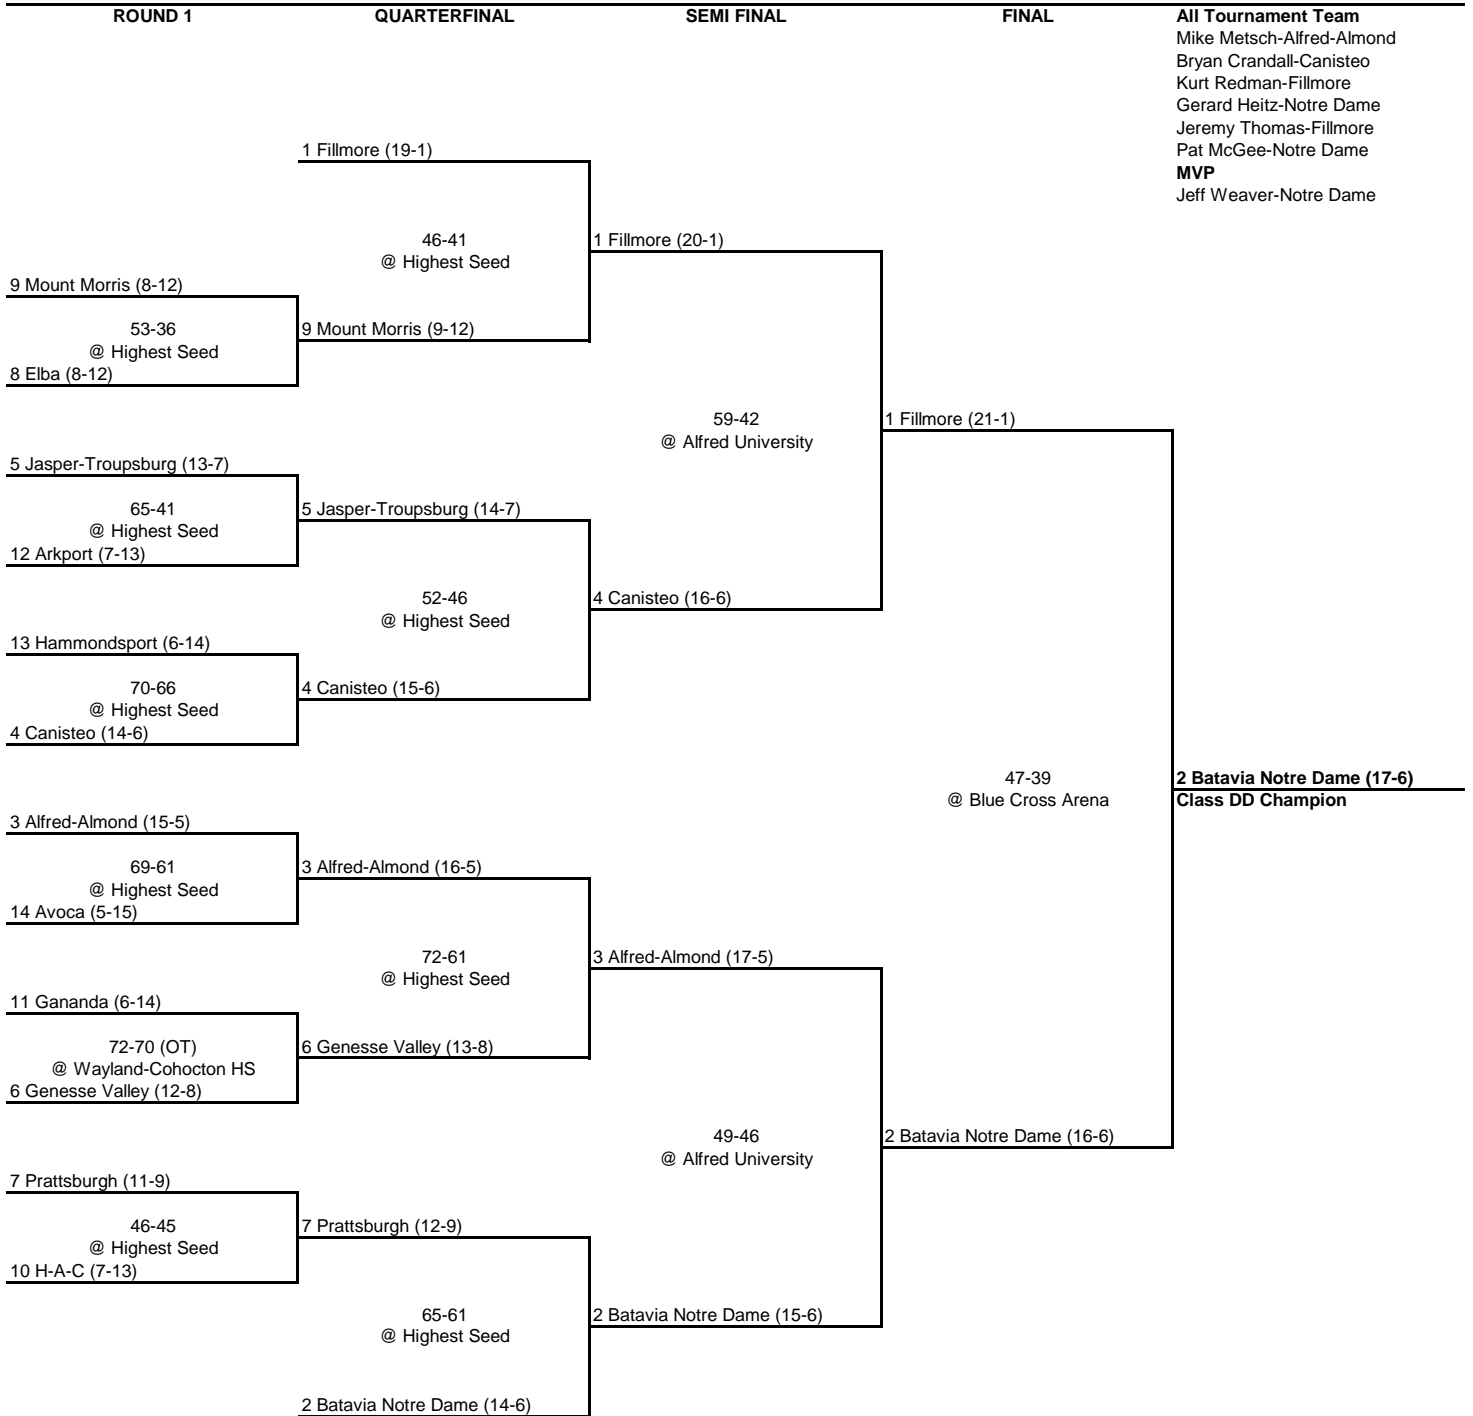 ROUND 1 QUARTERFINAL SEMI FINAL FINAL All Tournament Team
Mike Metsch-Alfred-Almond
Bryan Crandall-Canisteo
Kurt Redman-Fillmore
Gerard Heitz-Notre Dame
Jeremy Thomas-Fillmore
1 Fillmore (19-1) Pat McGee-Notre Dame
MVP
Jeff Weaver-Notre Dame
46-41 1 Fillmore (20-1)
@ Highest Seed
9 Mount Morris (8-12)
53-36 9 Mount Morris (9-12)
@ Highest Seed
8 Elba (8-12)
59-42 1 Fillmore (21-1)
@ Alfred University
5 Jasper-Troupsburg (13-7)
65-41 5 Jasper-Troupsburg (14-7)
@ Highest Seed
12 Arkport (7-13)
52-46 4 Canisteo (16-6)
@ Highest Seed
13 Hammondsport (6-14)
70-66 4 Canisteo (15-6)
@ Highest Seed
4 Canisteo (14-6)
47-39 2 Batavia Notre Dame (17-6)
@ Blue Cross Arena Class DD Champion
3 Alfred-Almond (15-5)
69-61 3 Alfred-Almond (16-5)
@ Highest Seed
14 Avoca (5-15)
72-61 3 Alfred-Almond (17-5)
@ Highest Seed
11 Gananda (6-14)
72-70 (OT) 6 Genesse Valley (13-8)
@ Wayland-Cohocton HS
6 Genesse Valley (12-8)
49-46 2 Batavia Notre Dame (16-6)
@ Alfred University
7 Prattsburgh (11-9)
46-45 7 Prattsburgh (12-9)
@ Highest Seed
10 H-A-C (7-13)
65-61 2 Batavia Notre Dame (15-6)
@ Highest Seed
2 Batavia Notre Dame (14-6)